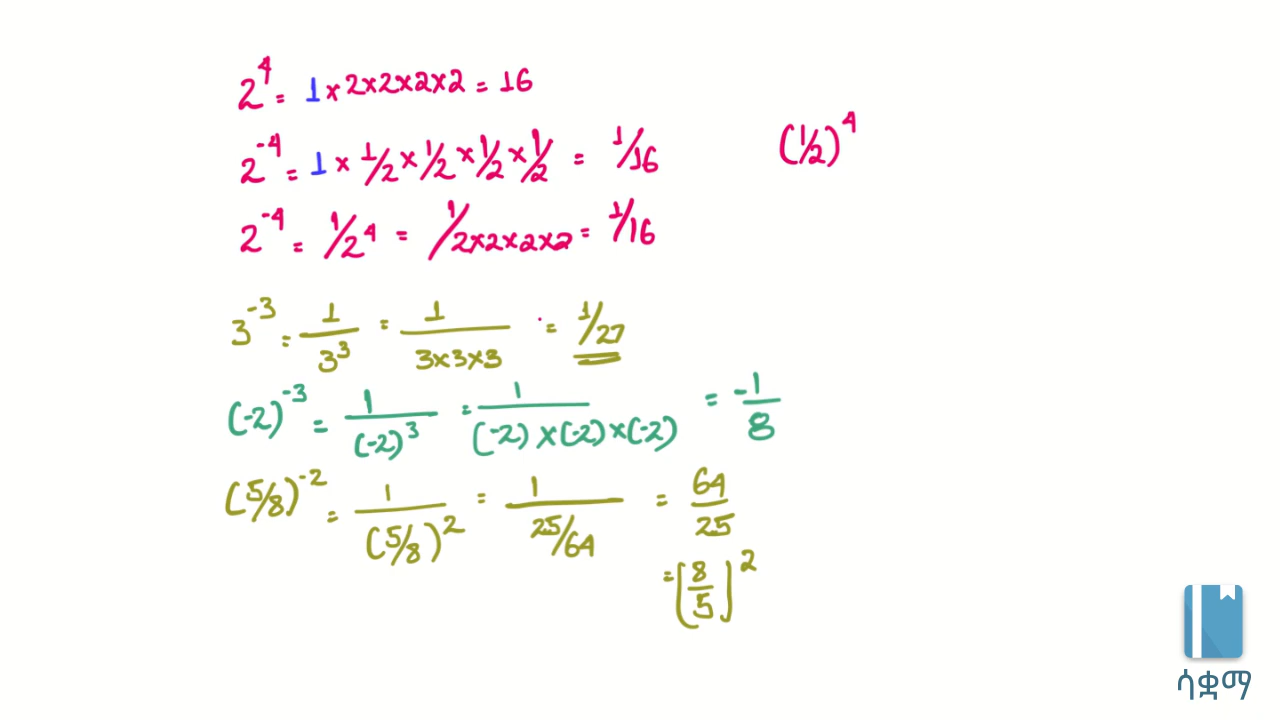 2^4 = 1 × 2×2×2×2 = 16
2^-4 = 1 × 1/2 × 1/2 × 1/2 × 1/2 = 1/16 (1/2)^4
2^-4 = 1/2^4 = 1/2×2×2×2 = 1/16
3^-3 = 1/3^3 = 1/3×3×3 = 1/27
(-2)^-3 = 1/(-2)^3 = 1/(-2)×(-2)×(-2) = -1/8
(5/8)^-2 = 1/(5/8)^2 = 1/25/64 = 64/25
= [8/5]^2
ሳቋማ